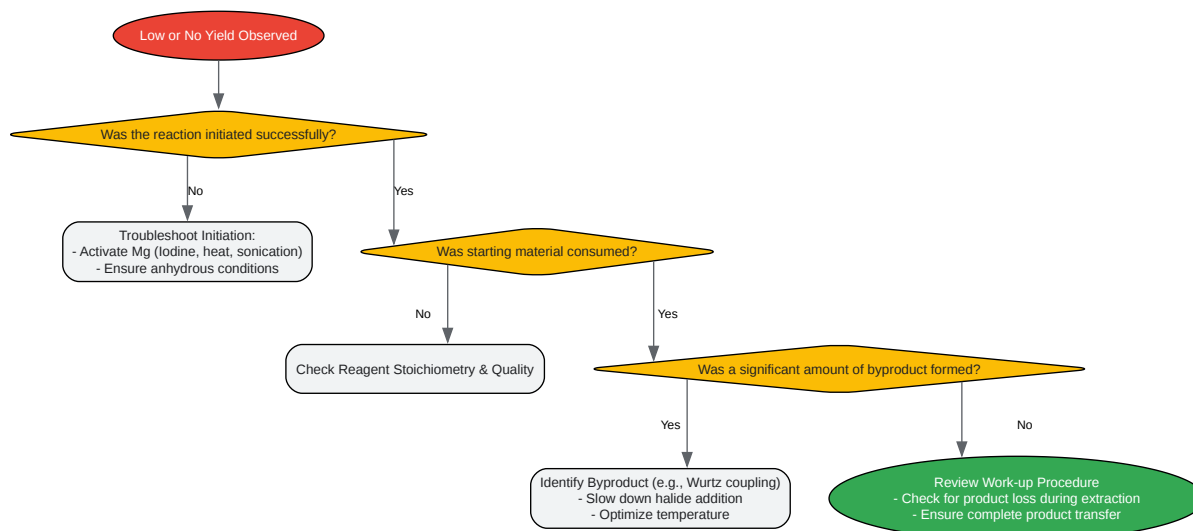 Low or No Yield Observed
Was the reaction initiated successfully?
No
Yes
Troubleshoot Initiation:
- Activate Mg (Iodine, heat, sonication)
- Ensure anhydrous conditions
Was starting material consumed?
No
Yes
Check Reagent Stoichiometry & Quality
Was a significant amount of byproduct formed?
Yes
No
Identify Byproduct (e.g., Wurtz coupling)
- Slow down halide addition
- Optimize temperature
Review Work-up Procedure
- Check for product loss during extraction
- Ensure complete product transfer